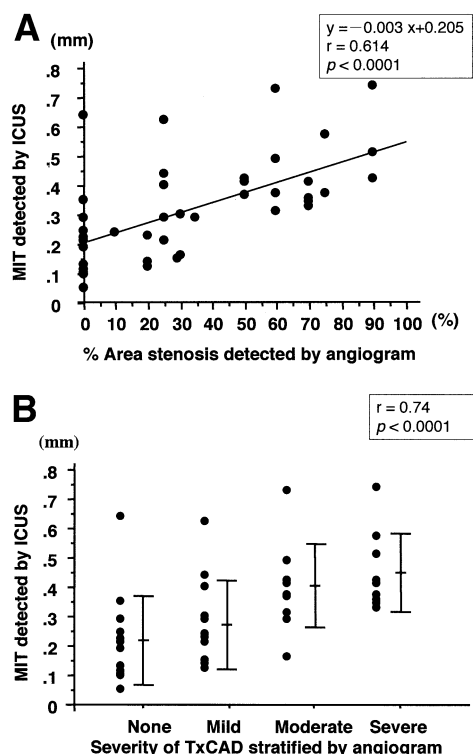 A
(mm)
y =−0.003 x+0.205
r = 0.614
p < 0.0001
MIT detected by ICUS
.8
.7
.6
.5
.4
.3
.2
.1
0
0 10 20 30 40 50 60 70 80 90 100 (%)
% Area stenosis detected by angiogram
B
(mm)
r = 0.74
p < 0.0001
MIT detected by ICUS
.8
.7
.6
.5
.4
.3
.2
.1
0
None Mild Moderate Severe
Severity of TxCAD stratified by angiogram